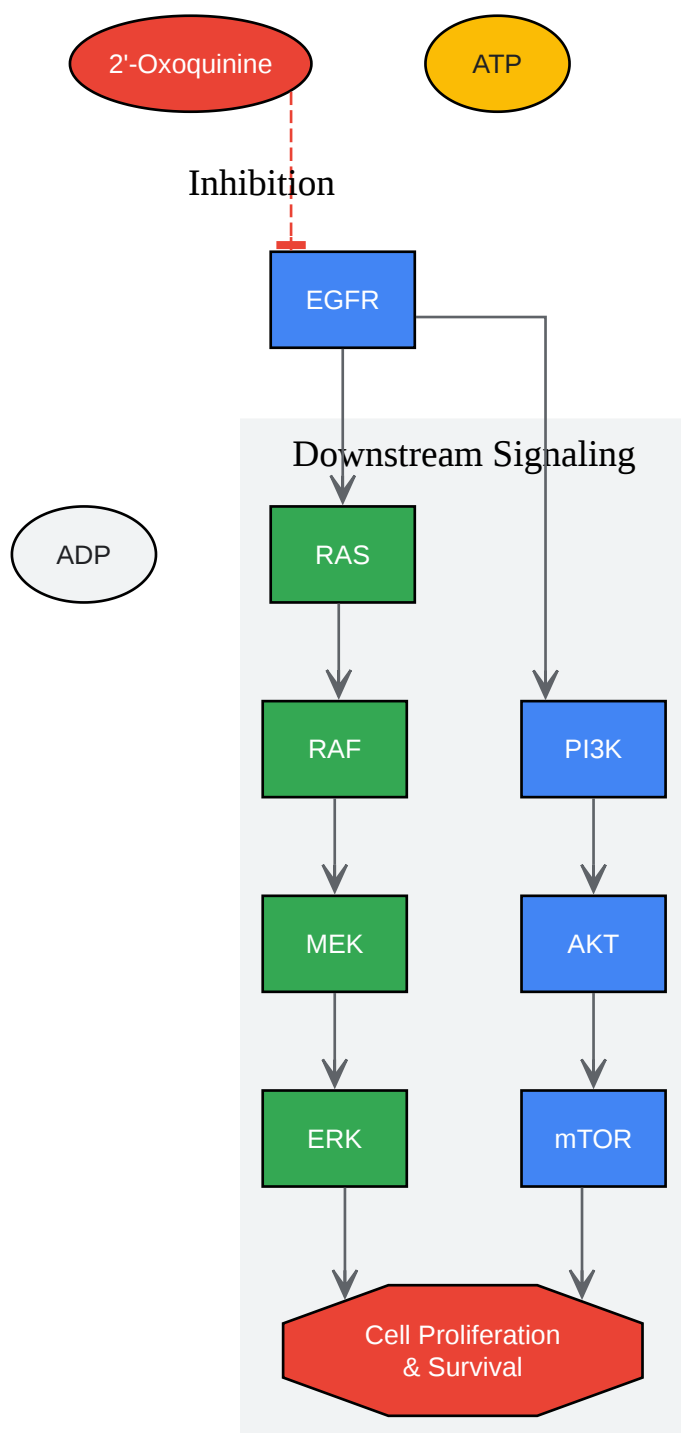 2'-Oxoquinine
ATP
Inhibition
EGFR
Downstream Signaling
ADP
RAS
RAF
PI3K
MEK
AKT
ERK
mTOR
Cell Proliferation
& Survival